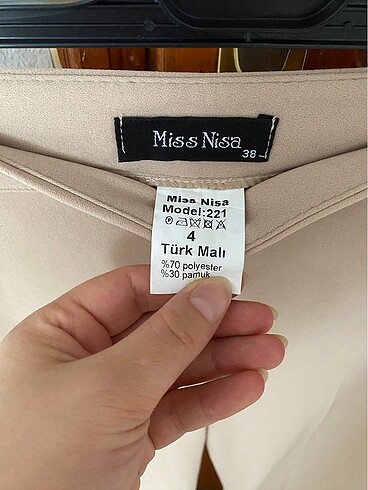 Miss Nisa
38
Miss Nisa
Model:221
4
Türk Malı
%70 polyester
%30 pamuk